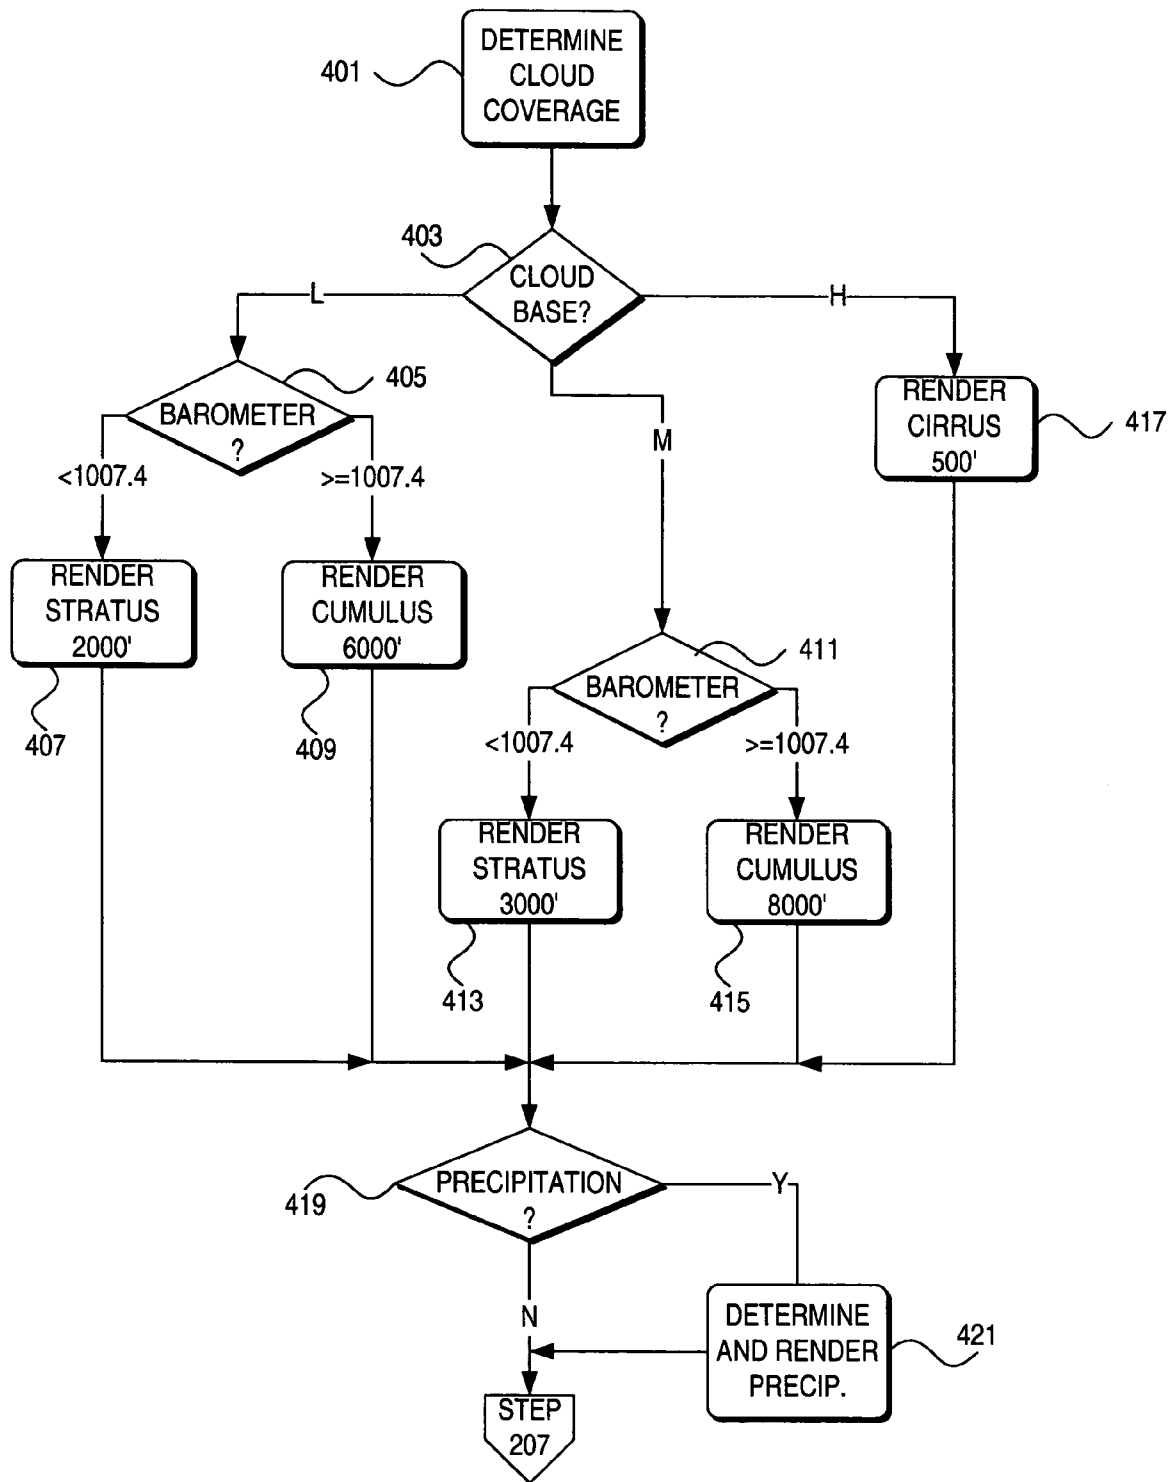 DETERMINE
CLOUD
COVERAGE
401
403
CLOUD
BASE?
L
H
405
BAROMETER
?
<1007.4
>=1007.4
M
RENDER
CIRRUS
500'
417
RENDER
STRATUS
2000'
407
RENDER
CUMULUS
6000'
409
411
BAROMETER
?
<1007.4
>=1007.4
RENDER
STRATUS
3000'
413
RENDER
CUMULUS
8000'
415
PRECIPITATION
?
419
Y
N
DETERMINE
AND RENDER
PRECIP.
421
STEP
207